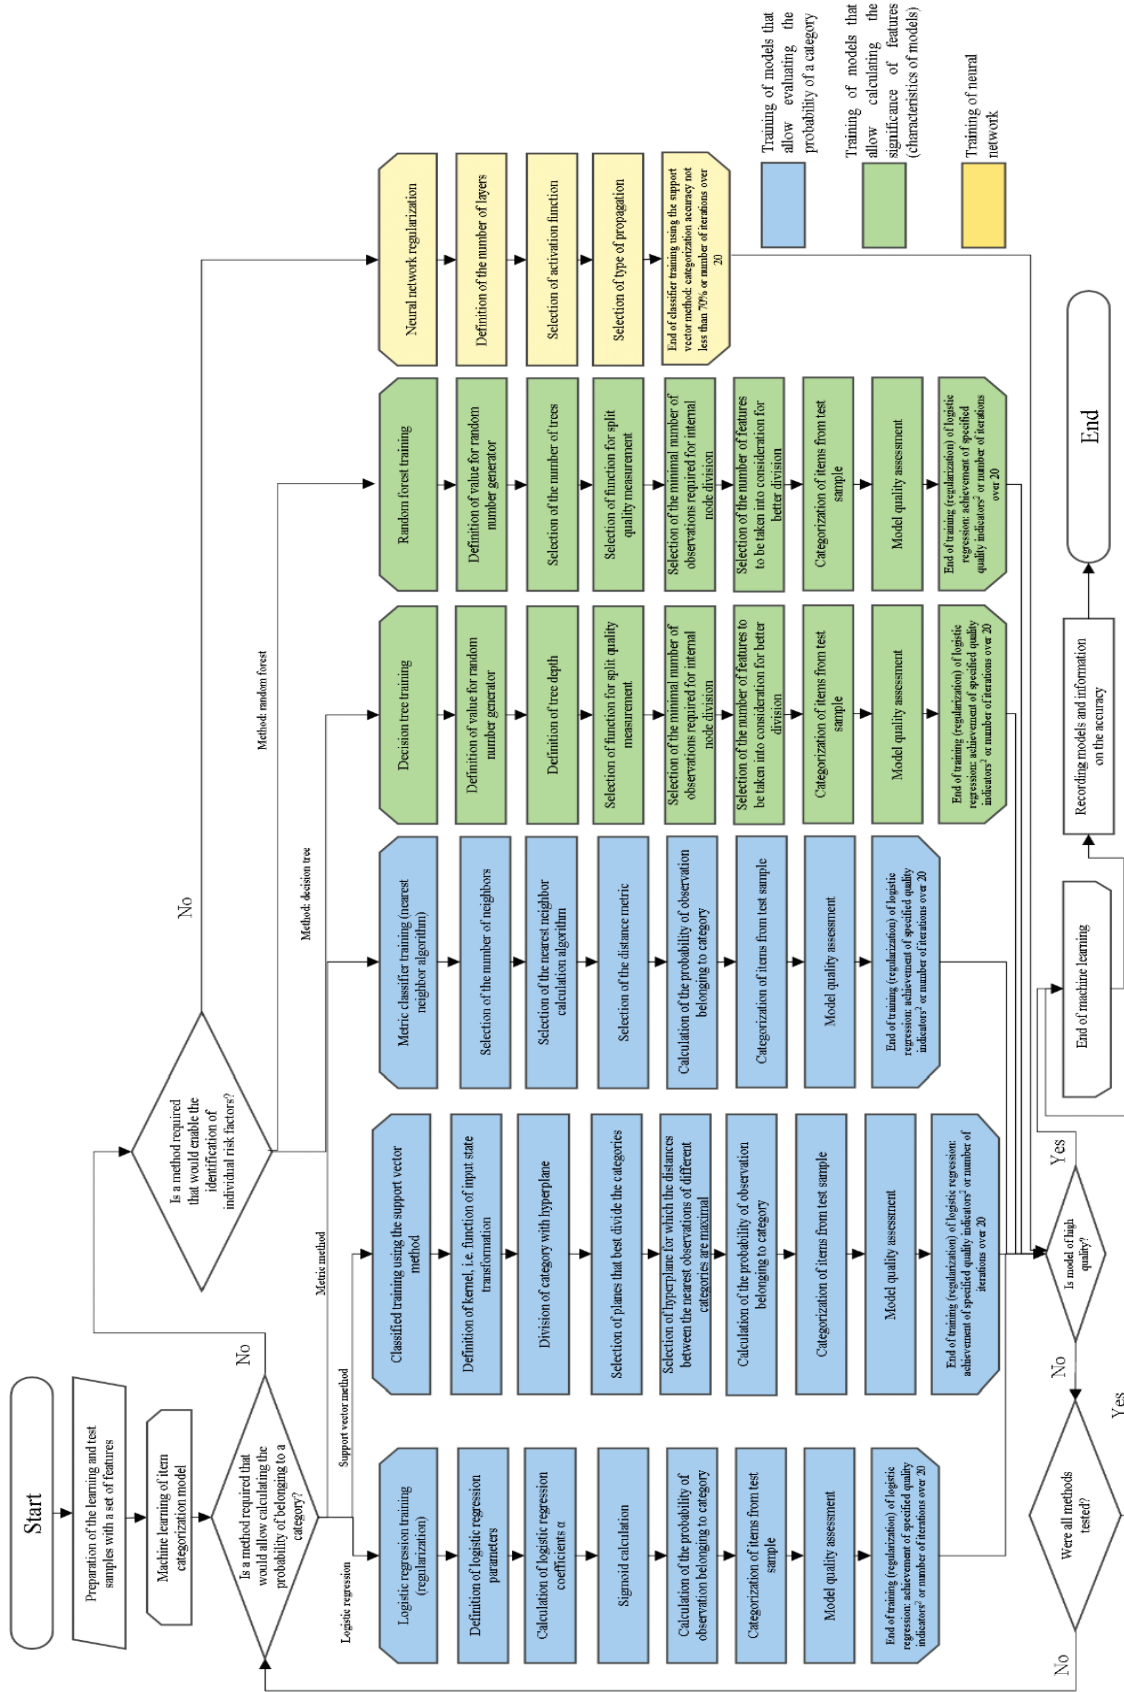 Start
Preparation of the learning and test
samples with a set of features
Machine learning of item
categorization model
Is a method required that
would allow calculating the
probability of belonging to a
category?
No
Is a method required
that would enable the
identification of
individual risk factors?
No
Logistic regression
Support vector method
Metric method
Method: decision tree
Method: random forest
Logistic regression training
(regularization)
Definition of logistic regression
parameters
Calculation of logistic regression
coefficients α
Sigmoid calculation
Calculation of the probability of
observation belonging to category
Categorization of items from test
sample
Model quality assessment
End of training (regularization) of logistic
regression: achievement of specified quality
indicators² or number of iterations over 20
Classified training using the support vector
method
Definition of kernel, i.e. function of input state
transformation
Division of category with hyperplane
Selection of planes that best divide the categories
Selection of hyperplane for which the distances
between the nearest observations of different
categories are maximal
Calculation of the probability of observation
belonging to category
Categorization of items from test sample
Model quality assessment
End of training (regularization) of logistic regression:
achievement of specified quality indicators² or number of
iterations over 20
Metric classifier training (nearest
neighbor algorithm)
Selection of the number of neighbors
Selection of the nearest neighbor
calculation algorithm
Selection of the distance metric
Calculation of the probability of observation
belonging to category
Categorization of items from test sample
Model quality assessment
End of training (regularization) of logistic
regression: achievement of specified quality
indicators² or number of iterations over 20
Decision tree training
Definition of value for random
number generator
Definition of tree depth
Selection of function for split quality
measurement
Selection of the minimal number of
observations required for internal
node division
Selection of the number of features to
be taken into consideration for better
division
Categorization of items from test
sample
Model quality assessment
End of training (regularization) of logistic
regression: achievement of specified quality
indicators² or number of iterations over 20
Random forest training
Definition of value for random
number generator
Selection of the number of trees
Selection of function for split
quality measurement
Selection of the minimal number of
observations required for internal
node division
Selection of the number of features
to be taken into consideration for
better division
Categorization of items from test
sample
Model quality assessment
End of training (regularization) of logistic
regression: achievement of specified
quality indicators² or number of iterations
over 20
Neural network regularization
Definition of the number of layers
Selection of activation function
Selection of type of propagation
End of classifier training using the support
vector method: categorization accuracy not
less than 70% or number of iterations over
20
Is model of high
quality?
Yes
No
Were all methods
tested?
No
Yes
End of machine learning
Recording models and information
on the accuracy
End
Training of models that
allow evaluating the
probability of a category
Training of models that
allow calculating the
significance of features
(characteristics of models)
Training of neural
network